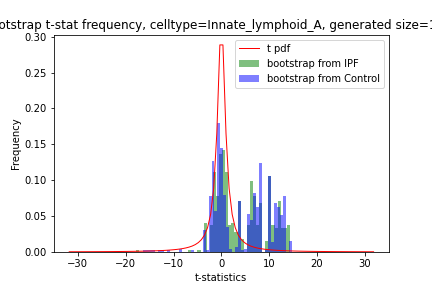 otstrap t-stat frequency, celltype=Innate_lymphoid_A, generated size=1
0.30
0.25
0.20
0.15
0.10
0.05
0.00
Frequency
t pdf
bootstrap from IPF
bootstrap from Control
−30 −20 −10 0 10 20 30
t-statistics